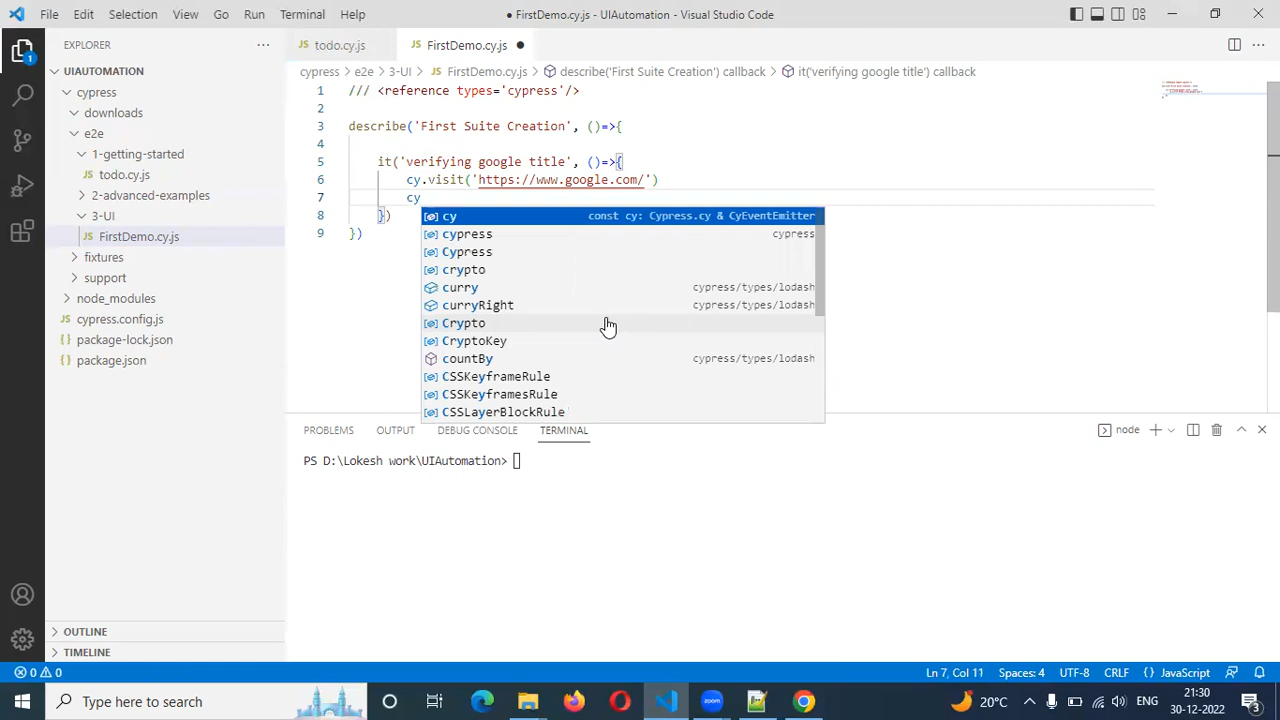 File Edit Selection View Go Run Terminal Help
● FirstDemo.cy.js - UIAutomation - Visual Studio Code
EXPLORER
UIAUTOMATION
cypress
downloads
e2e
1-getting-started
JS todo.cy.js
2-advanced-examples
3-UI
JS FirstDemo.cy.js
fixtures
support
node_modules
JS cypress.config.js
{} package-lock.json
{} package.json
OUTLINE
TIMELINE
1
JS todo.cy.js
JS FirstDemo.cy.js ●
cypress > e2e > 3-UI > JS FirstDemo.cy.js > describe('First Suite Creation') callback > it('verifying google title') callback
1 /// <reference types='cypress'/>
2
3 describe('First Suite Creation', ()=>{
4
5 it('verifying google title', ()=>{
6 cy.visit('https://www.google.com/')
7 cy
8 })
9 })
cy const cy: Cypress.cy & CyEventEmitter
cypress cypress
Cypress
crypto
curry cypress/types/lodash
curryRight cypress/types/lodash
Crypto
CryptoKey
countBy cypress/types/lodash
CSSKeyframeRule
CSSKeyframesRule
CSSLayerBlockRule
PROBLEMS OUTPUT DEBUG CONSOLE TERMINAL
node
PS D:\Lokesh work\UIAutomation>
0 0
Ln 7, Col 11 Spaces: 4 UTF-8 CRLF {} JavaScript
Type here to search
20°C
ENG
21:30
30-12-2022
3